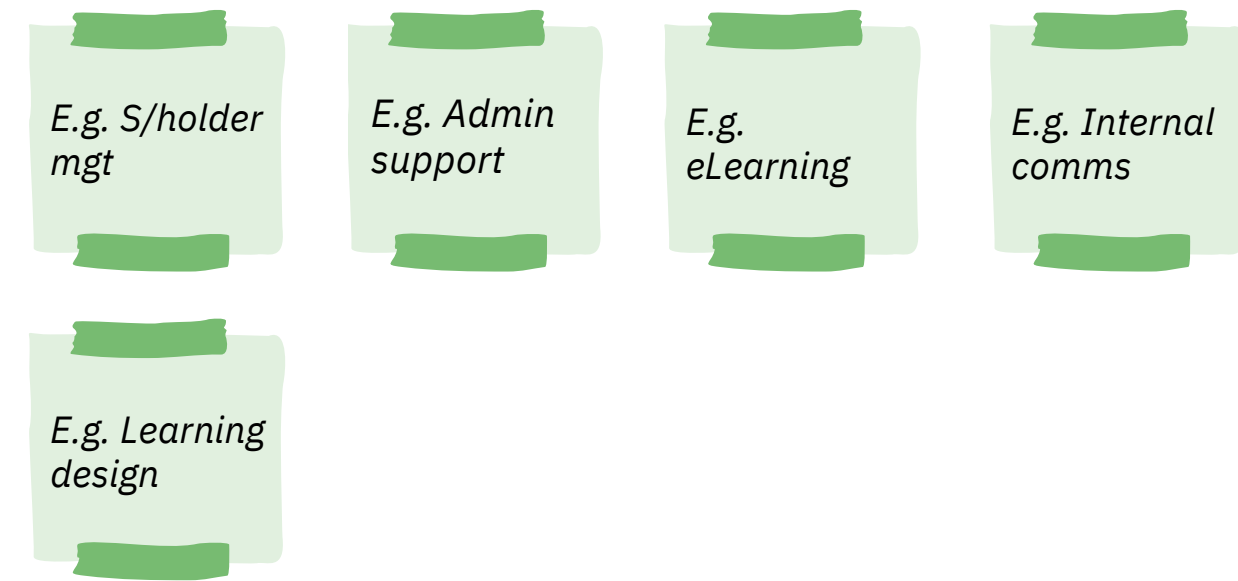 E.g. S/holder
mgt
E.g. Admin
support
E.g.
eLearning
E.g. Internal
comms
E.g. Learning
design